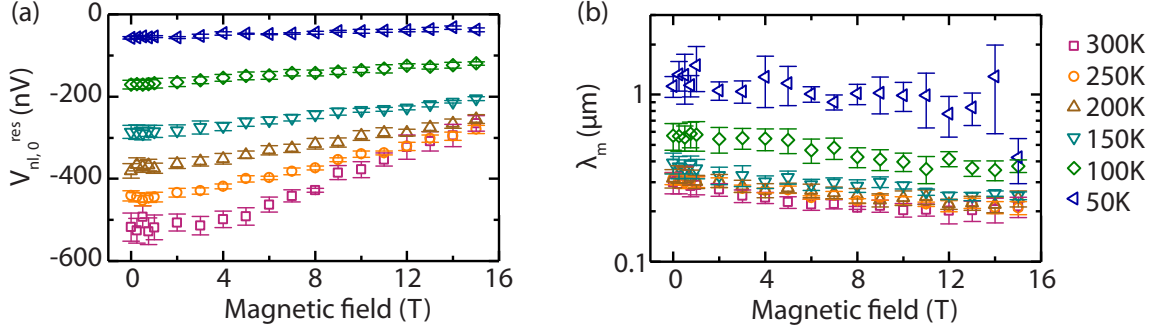 (a)
V_nl, 0^res (nV)
-0
-200
-400
-600
0 4 8 12 16
Magnetic field (T)
(b)
λ_m (μm)
1
0.1
0 4 8 12 16
Magnetic field (T)
300K
250K
200K
150K
100K
50K